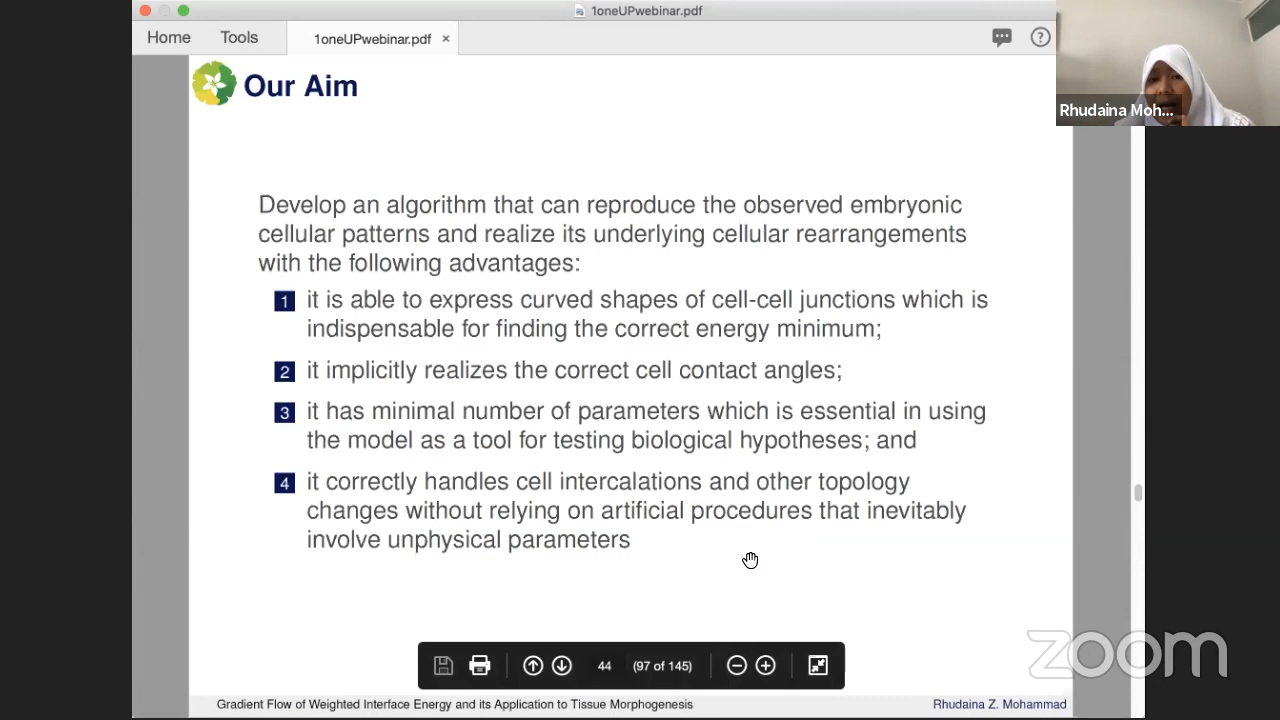 1oneUPwebinar.pdf
Home
Tools
1oneUPwebinar.pdf ×
?
Rhudaina Moh...
Our Aim
Develop an algorithm that can reproduce the observed embryonic
cellular patterns and realize its underlying cellular rearrangements
with the following advantages:
1 it is able to express curved shapes of cell-cell junctions which is
indispensable for finding the correct energy minimum;
2 it implicitly realizes the correct cell contact angles;
3 it has minimal number of parameters which is essential in using
the model as a tool for testing biological hypotheses; and
4 it correctly handles cell intercalations and other topology
changes without relying on artificial procedures that inevitably
involve unphysical parameters
44 (97 of 145)
zoom
Gradient Flow of Weighted Interface Energy and its Application to Tissue Morphogenesis
Rhudaina Z. Mohammad